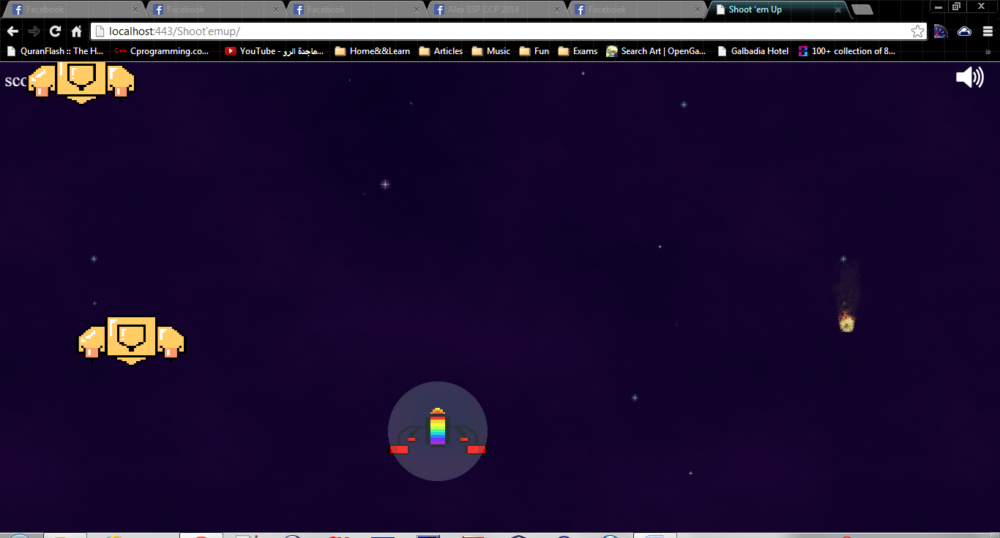 Facebook Facebook Facebook Alex SSP CCP 2014 Facebook Shoot 'em Up
localhost:443/Shoot'emup/
QuranFlash :: The H... Cprogramming.co... YouTube - ماجدة الرو... Home&&Learn Articles Music Fun Exams Search Art | OpenGa... Galbadia Hotel 100+ collection of 8...
sco